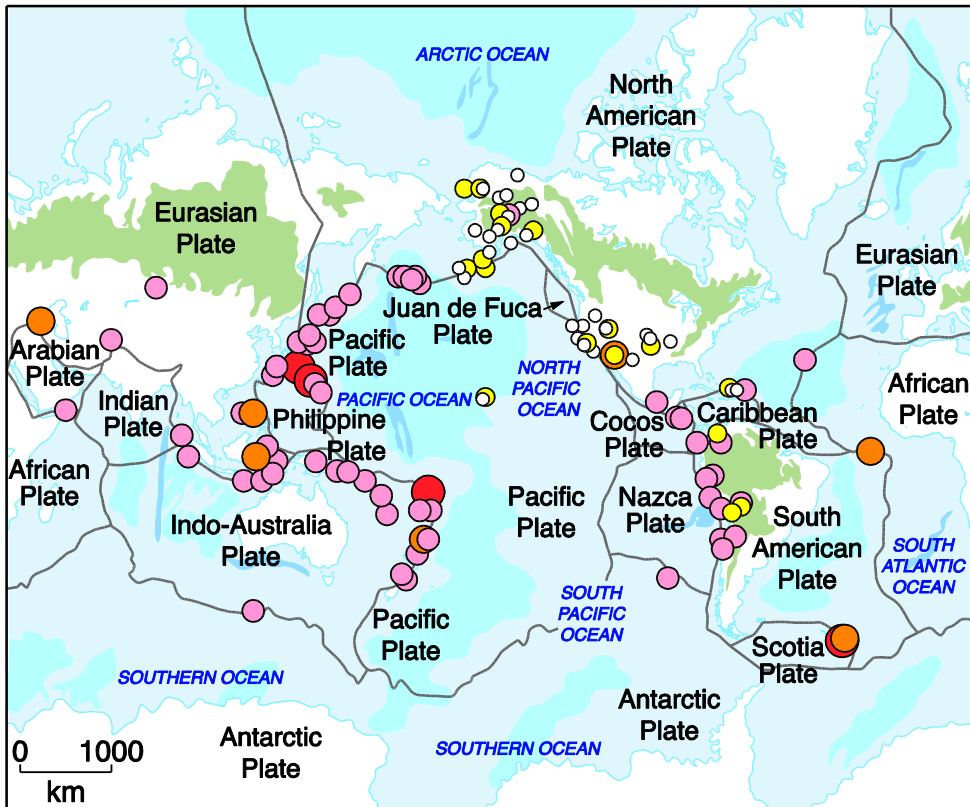 ARCTIC OCEAN
North
American
Plate
Eurasian
Plate
Eurasian
Plate
Juan de Fuca
Plate
Arabian
Plate
Pacific
Plate
NORTH
PACIFIC
OCEAN
African
Plate
Indian
Plate
PACIFIC OCEAN
Philippine
Plate
Cocos
Plate
Caribbean
Plate
African
Plate
Indo-Australia
Plate
Pacific
Plate
Nazca
Plate
South
American
Plate
SOUTH
ATLANTIC
OCEAN
SOUTH
PACIFIC
OCEAN
Pacific
Plate
Scotia
Plate
SOUTHERN OCEAN
Antarctic
Plate
Antarctic
Plate
SOUTHERN OCEAN
0 1000
km